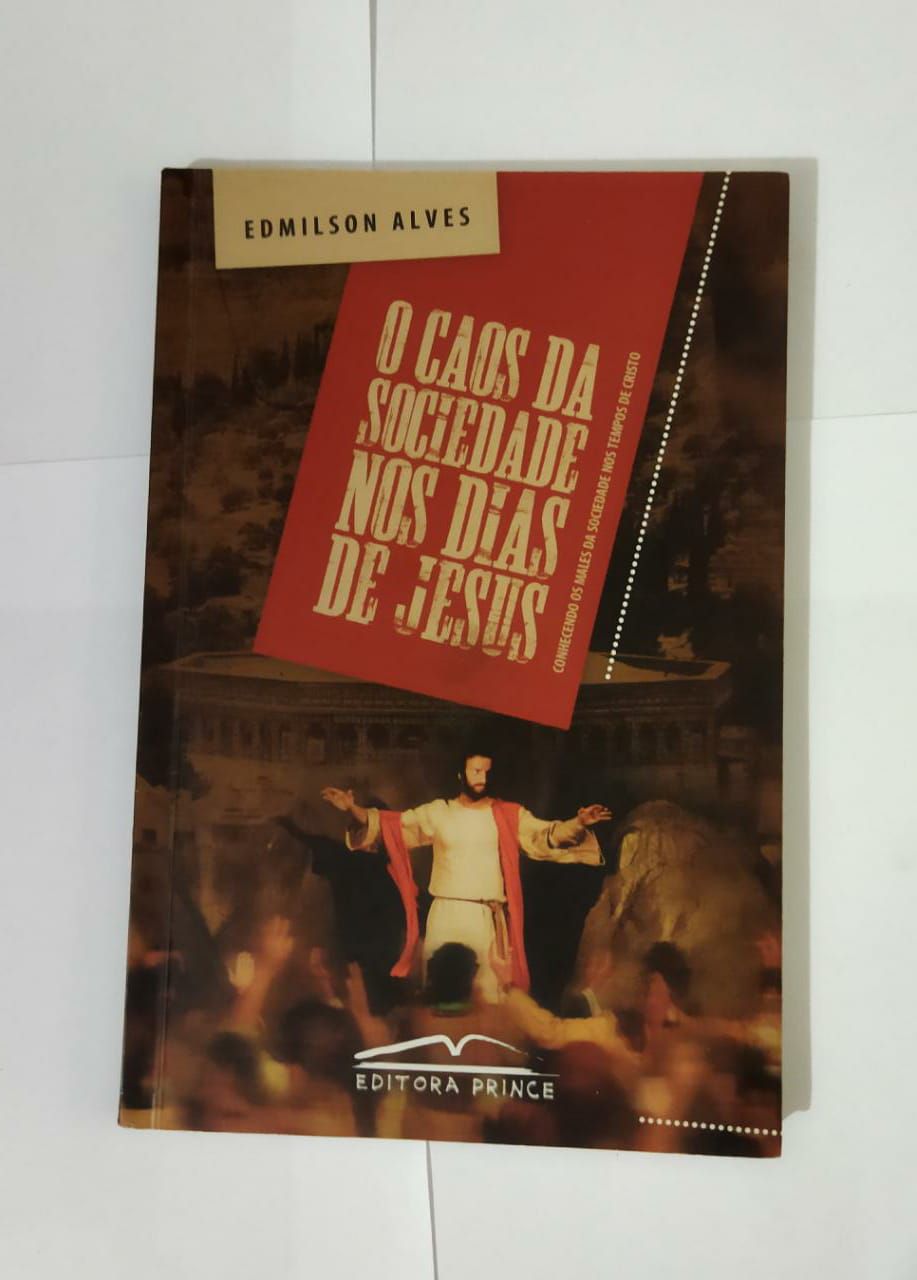 EDMILSON ALVES
O CAOS DA
SOCIEDADE
NOS DIAS
DE JESUS
CONHECENDO OS MALES DA SOCIEDADE NOS TEMPOS DE CRISTO
EDITORA PRINCE